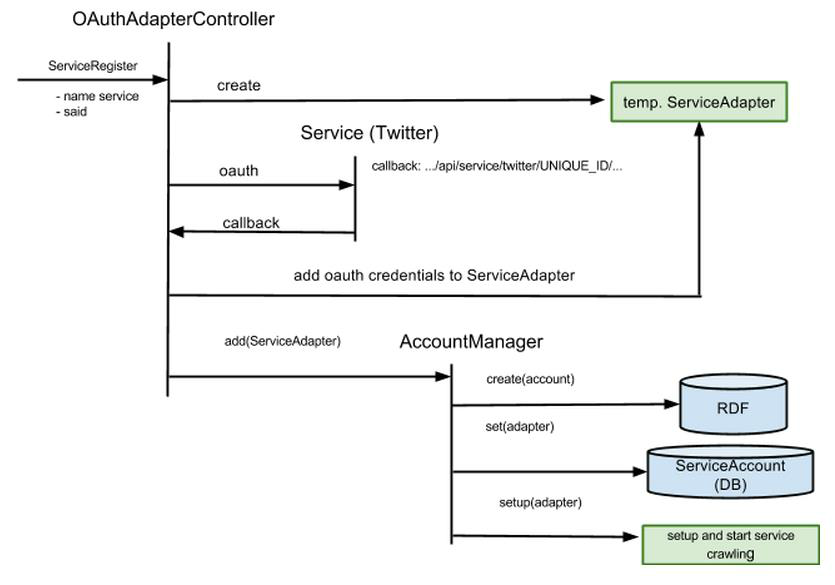 OAuthAdapterController
ServiceRegister
- name service
- said
create
temp. ServiceAdapter
Service (Twitter)
callback: .../api/service/twitter/UNIQUE_ID/...
oauth
callback
add oauth credentials to ServiceAdapter
add(ServiceAdapter)
AccountManager
create(account)
RDF
set(adapter)
ServiceAccount
(DB)
setup(adapter)
setup and start service
crawling